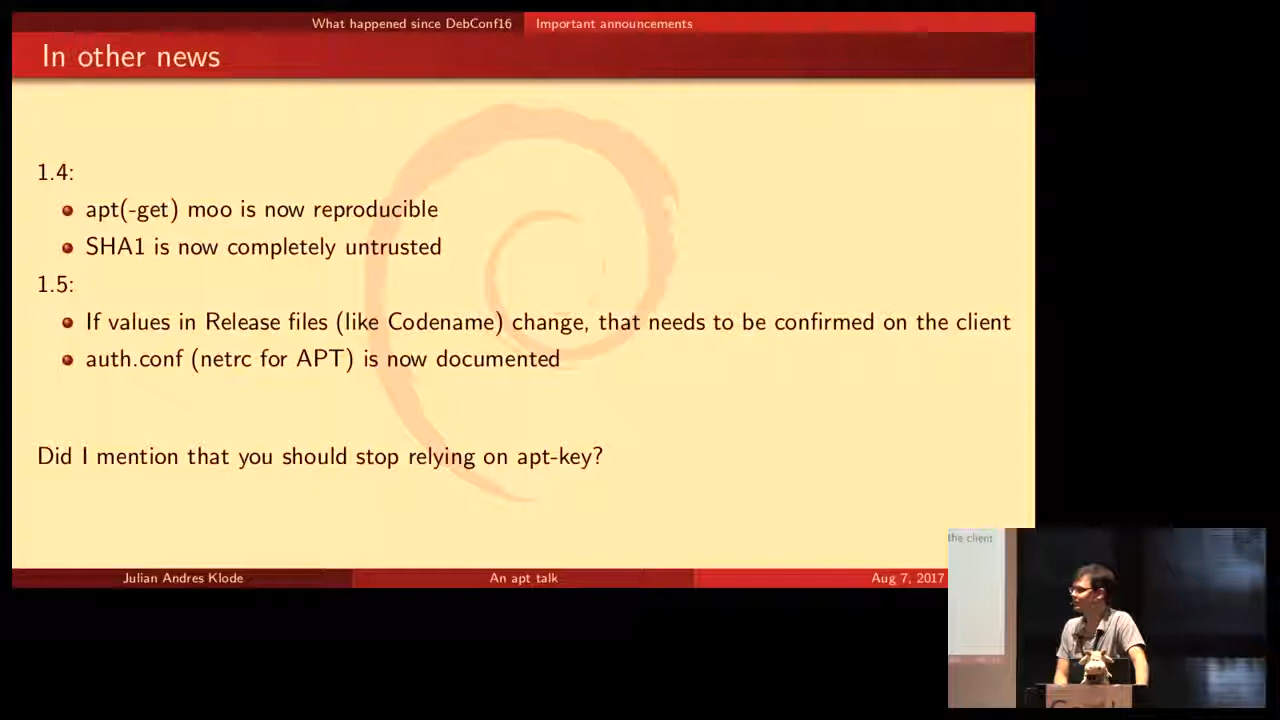 What happened since DebConf16 Important announcements
In other news
1.4:
apt(-get) moo is now reproducible
SHA1 is now completely untrusted
1.5:
If values in Release files (like Codename) change, that needs to be confirmed on the client
auth.conf (netrc for APT) is now documented
Did I mention that you should stop relying on apt-key?
Julian Andres Klode An apt talk Aug 7, 2017
the client